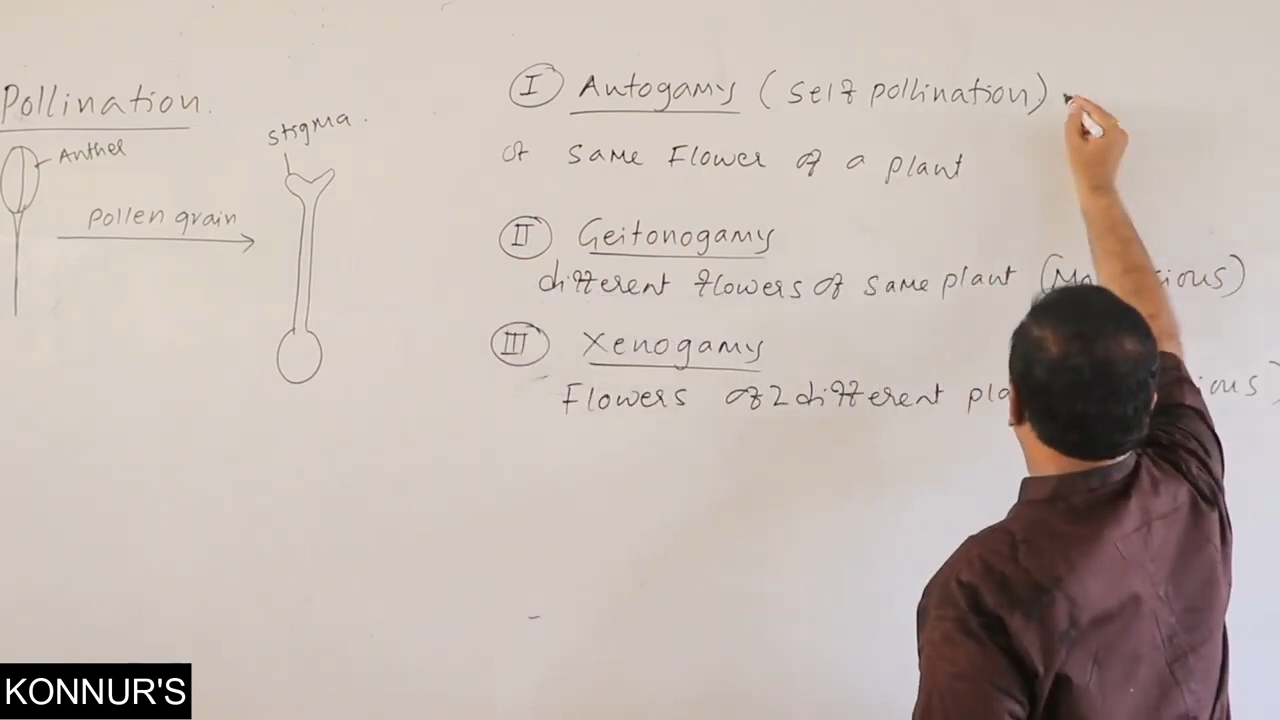 Pollination.
Anther
Pollen grain
Stigma.
I Autogamy (Self pollination)
of same Flower of a plant
II Geitonogamy
different flowers of same plant
III Xenogamy
Flowers of 2 different
KONNUR'S